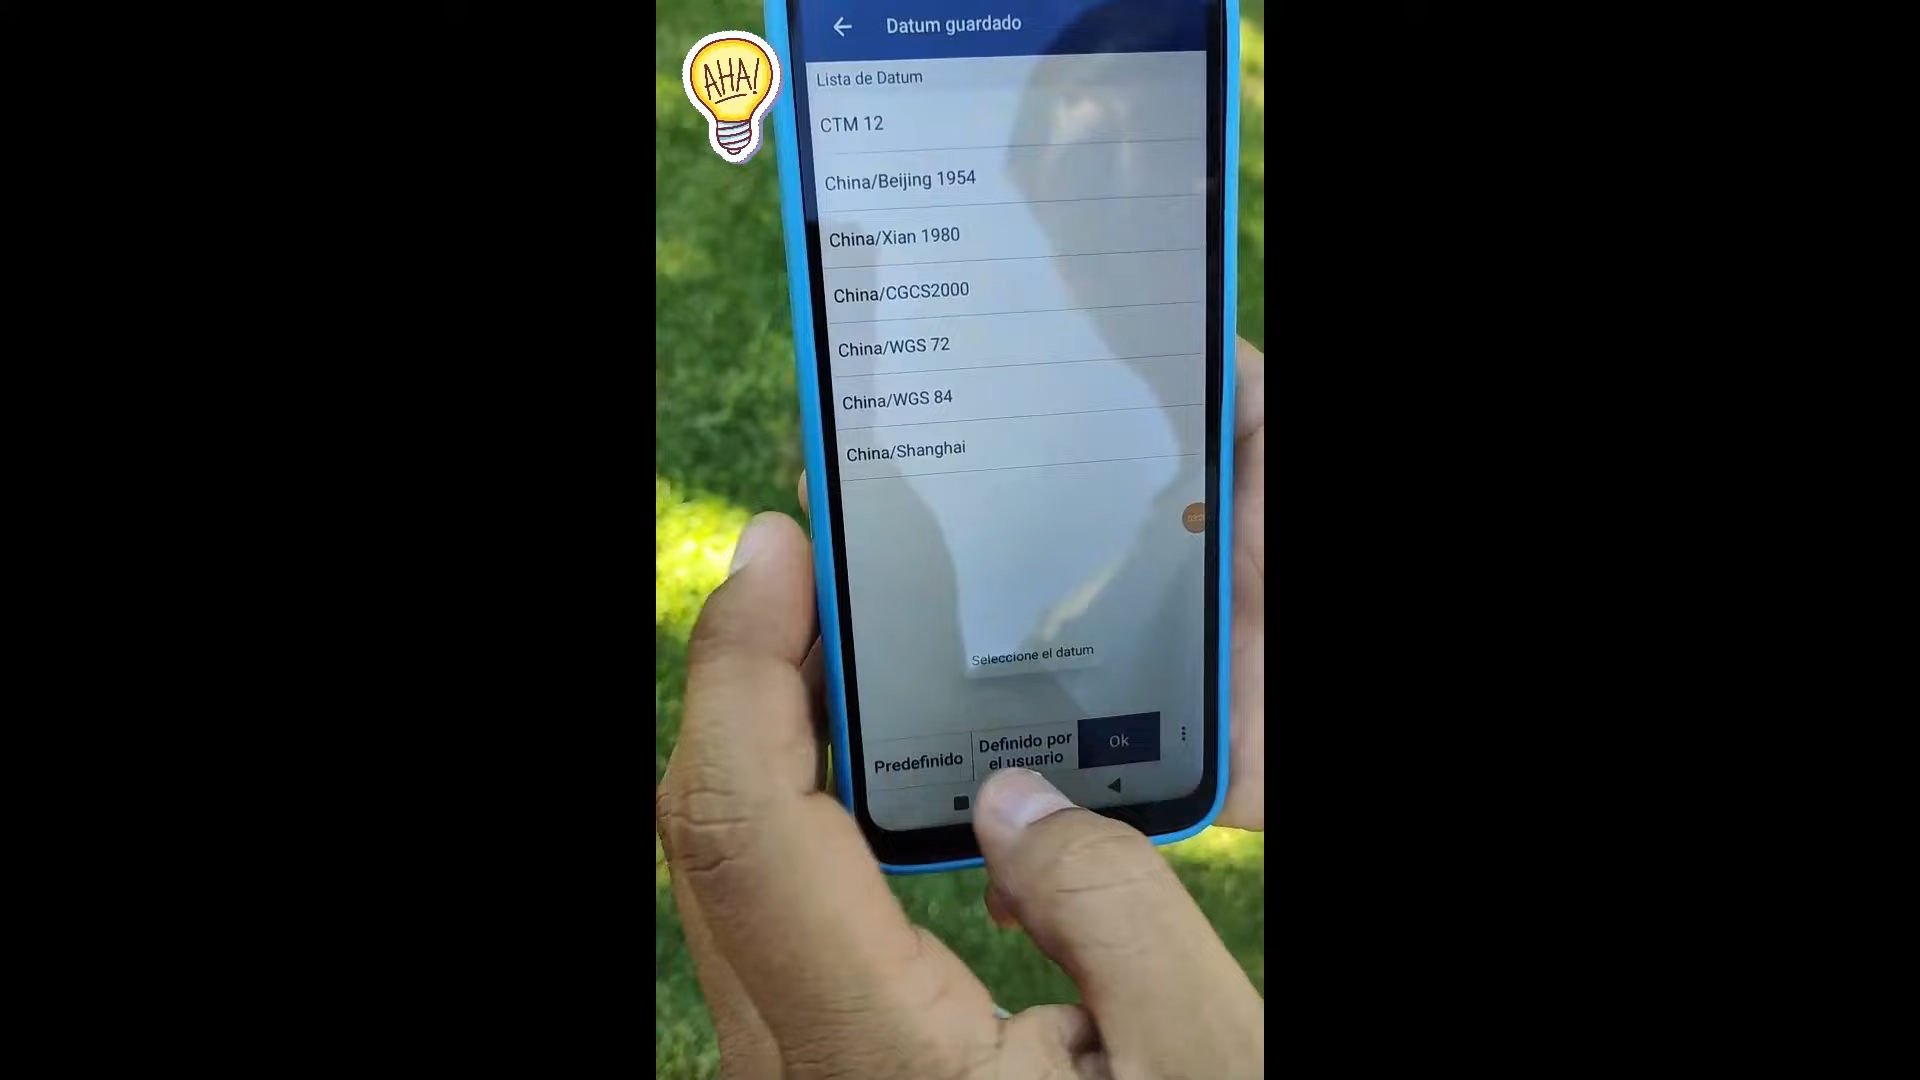 AHA!
Datum guardado
Lista de Datum
CTM 12
China/Beijing 1954
China/Xian 1980
China/CGCS2000
China/WGS 72
China/WGS 84
China/Shanghai
Seleccione el datum
Predefinido
Definido por
el usuario
Ok